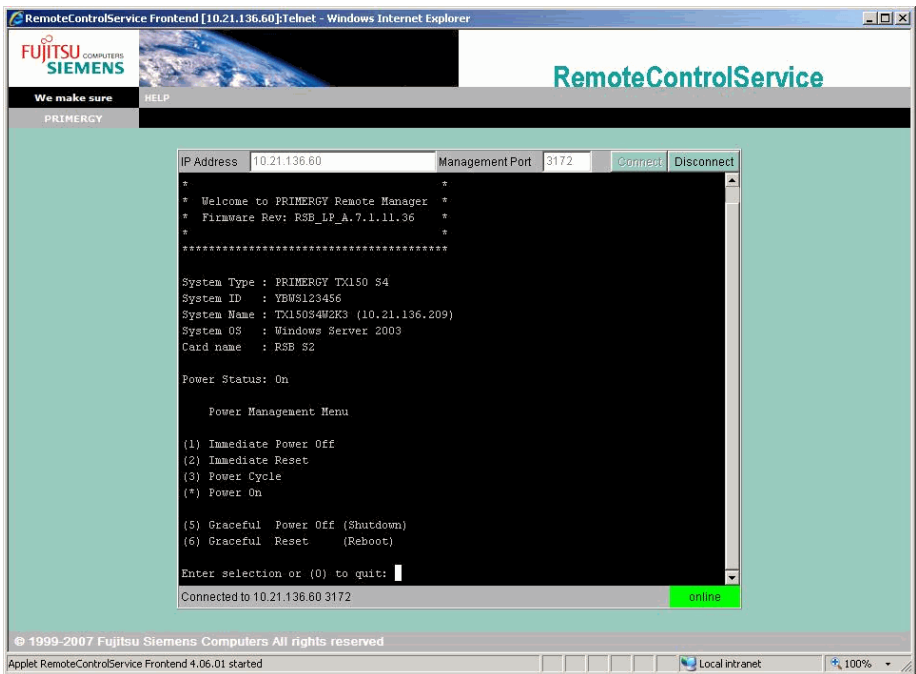 RemoteControlService Frontend [10.21.136.60]:Telnet - Windows Internet Explorer
FUJITSU COMPUTERS
SIEMENS
RemoteControlService
We make sure HELP
PRIMERGY
IP Address 10.21.136.60 Management Port 3172 Connect Disconnect
* *
* Welcome to PRIMERGY Remote Manager *
* Firmware Rev: RSB_LP_A.7.1.11.36 *
* *
****************************************
System Type : PRIMERGY TX150 S4
System ID : YBWS123456
System Name : TX150S4W2K3 (10.21.136.209)
System OS : Windows Server 2003
Card name : RSB S2
Power Status: On
Power Management Menu
(1) Immediate Power Off
(2) Immediate Reset
(3) Power Cycle
(*) Power On
(5) Graceful Power Off (Shutdown)
(6) Graceful Reset (Reboot)
Enter selection or (0) to quit:
Connected to 10.21.136.60 3172 online
© 1999-2007 Fujitsu Siemens Computers All rights reserved
Applet RemoteControlService Frontend 4.06.01 started Local intranet 100%